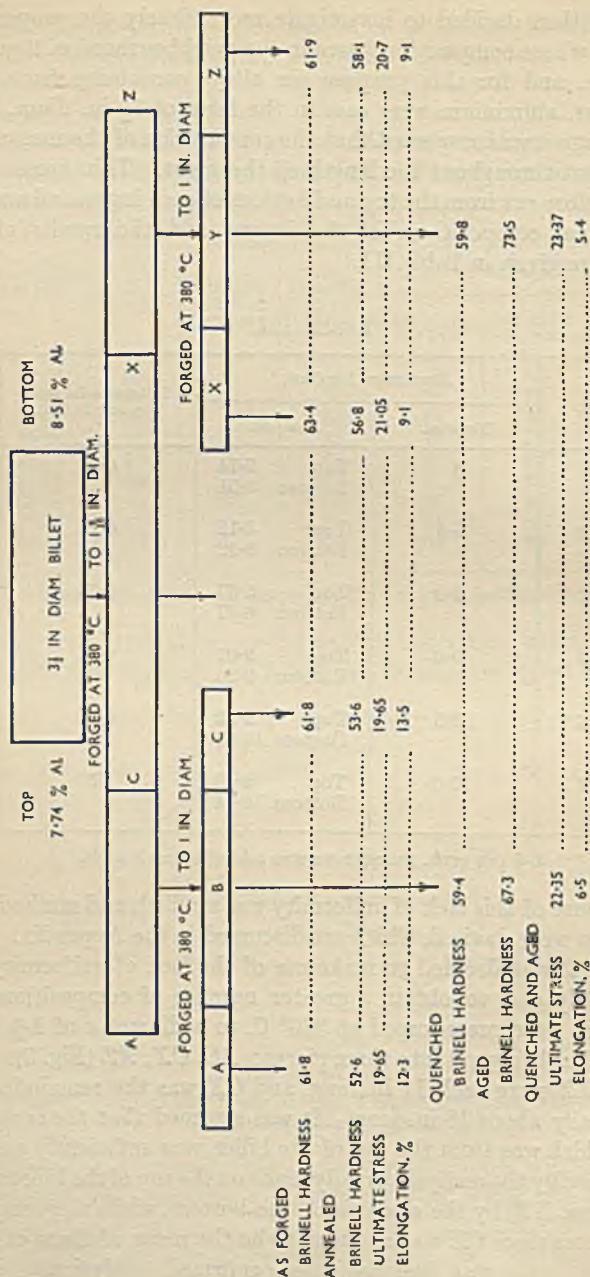 TOP
7·74 % AL
3¾ IN DIAM BILLET
BOTTOM
8·51 % AL
FORGED AT 380 °C. TO 1 IN. DIAM.
A C X Z
FORGED AT 380 °C. TO 1 IN. DIAM.
FORGED AT 380 °C TO 1 IN. DIAM
A B C X Y Z
AS FORGED
BRINELL HARDNESS 61·8 61·8 63·4 61·9
ANNEALED
BRINELL HARDNESS 52·6 53·6 56·8 58·1
ULTIMATE STRESS 19·65 19·65 21·05 20·7
ELONGATION, % 12·3 13·5 9·1 9·1
QUENCHED
BRINELL HARDNESS 59·4 59·8
AGED
BRINELL HARDNESS 67·3 73·5
QUENCHED AND AGED
ULTIMATE STRESS 22·35 23·37
ELONGATION, % 6·5 5·4